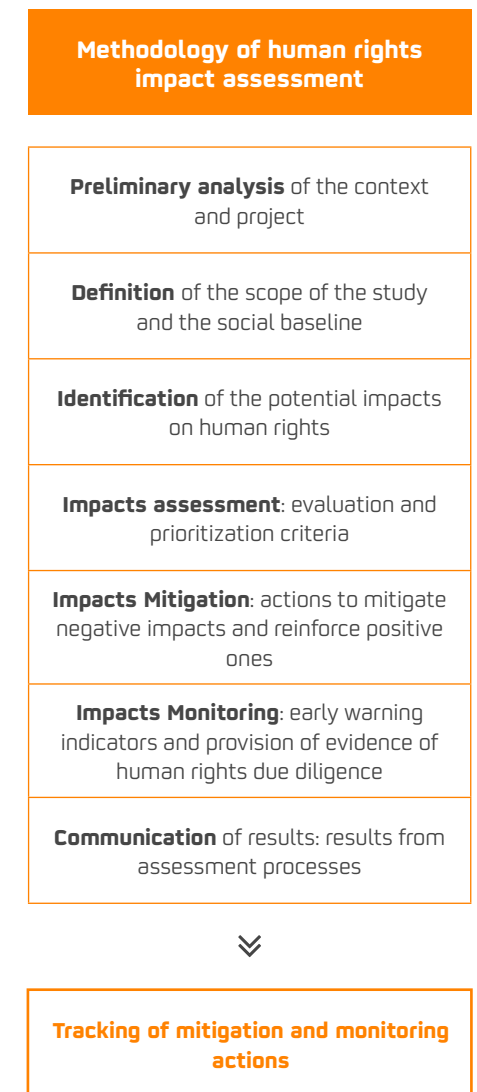 Methodology of human rights
impact assessment
Preliminary analysis of the context
and project
Definition of the scope of the study
and the social baseline
Identification of the potential impacts
on human rights
Impacts assessment: evaluation and
prioritization criteria
Impacts Mitigation: actions to mitigate
negative impacts and reinforce positive
ones
Impacts Monitoring: early warning
indicators and provision of evidence of
human rights due diligence
Communication of results: results from
assessment processes
Tracking of mitigation and monitoring
actions